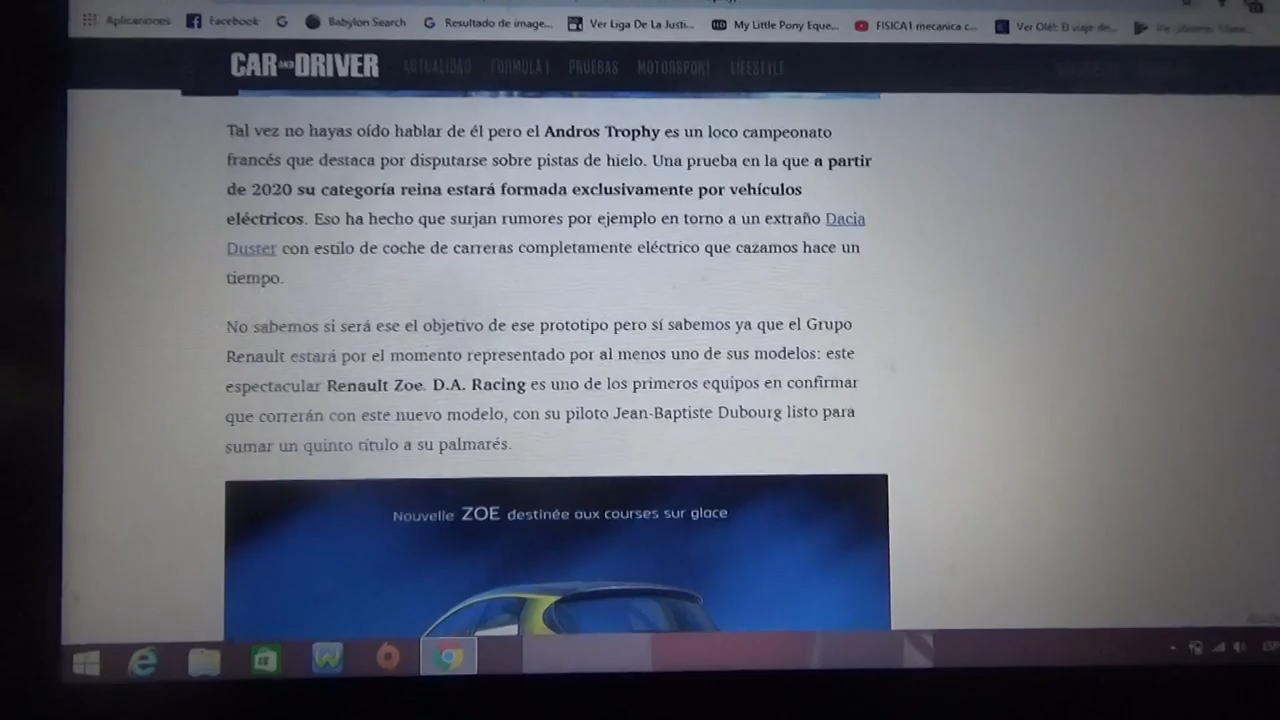 Aplicaciones Facebook Babylon Search Resultado de image... Ver Liga De La Justi... My Little Pony Eque... FISICA1 mecanica c... Ver Olé!: El viaje de...
CAR AND DRIVER ACTUALIDAD FORMULA 1 PRUEBAS MOTORSPORT LIFESTYLE
Tal vez no hayas oído hablar de él pero el Andros Trophy es un loco campeonato
francés que destaca por disputarse sobre pistas de hielo. Una prueba en la que a partir
de 2020 su categoría reina estará formada exclusivamente por vehículos
eléctricos. Eso ha hecho que surjan rumores por ejemplo en torno a un extraño Dacia
Duster con estilo de coche de carreras completamente eléctrico que cazamos hace un
tiempo.
No sabemos si será ese el objetivo de ese prototipo pero sí sabemos ya que el Grupo
Renault estará por el momento representado por al menos uno de sus modelos: este
espectacular Renault Zoe. D.A. Racing es uno de los primeros equipos en confirmar
que correrán con este nuevo modelo, con su piloto Jean-Baptiste Dubourg listo para
sumar un quinto título a su palmarés.
Nouvelle ZOE destinée aux courses sur glace
ESP